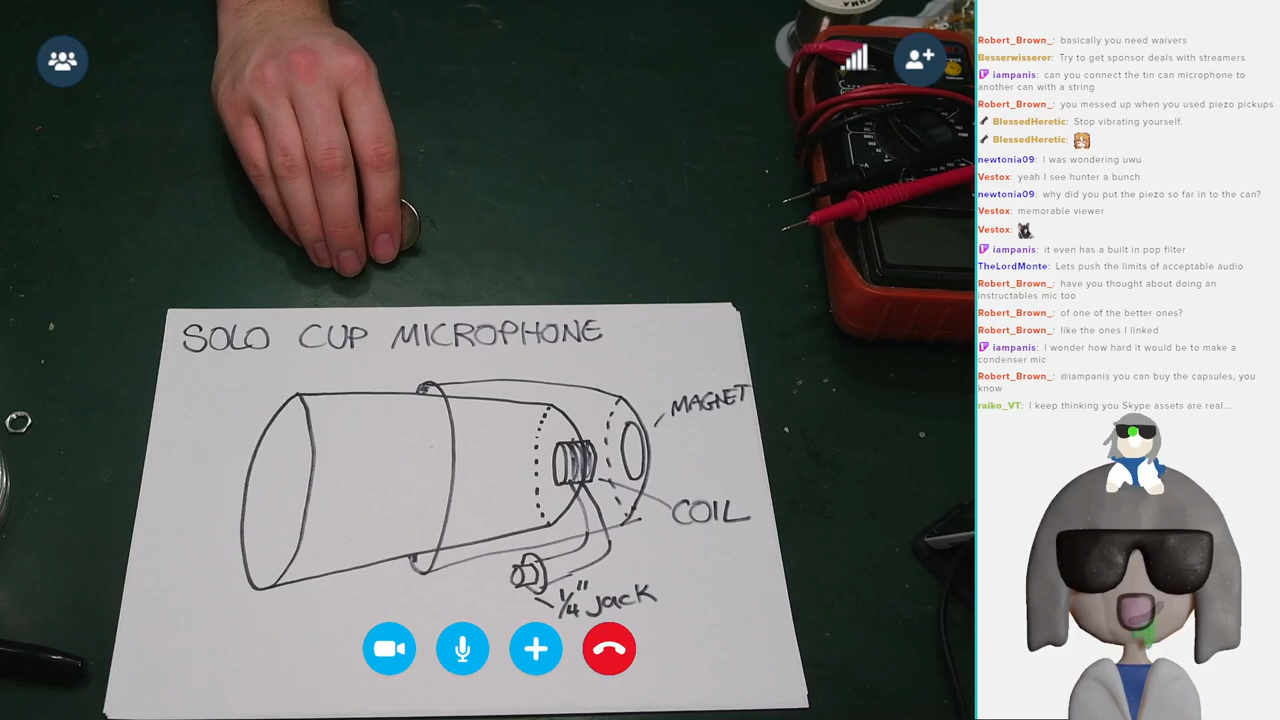 Robert_Brown_: basically you need waivers
Besserwisserer: Try to get sponsor deals with streamers
iampanis: can you connect the tin can microphone to
another can with a string
Robert_Brown_: you messed up when you used piezo pickups
BlessedHeretic: Stop vibrating yourself.
BlessedHeretic:
newtonia09: I was wondering uwu
Vestox: yeah I see hunter a bunch
newtonia09: why did you put the piezo so far in to the can?
Vestox: memorable viewer
Vestox:
iampanis: it even has a built in pop filter
TheLordMonte: Lets push the limits of acceptable audio
Robert_Brown_: have you thought about doing an
instructables mic too
Robert_Brown_: of one of the better ones?
Robert_Brown_: like the ones I linked
iampanis: I wonder how hard it would be to make a
condenser mic
Robert_Brown_: @iampanis you can buy the capsules, you
know
raiko_VT: I keep thinking you Skype assets are real...
SOLO CUP MICROPHONE
MAGNET
COIL
1/4" Jack